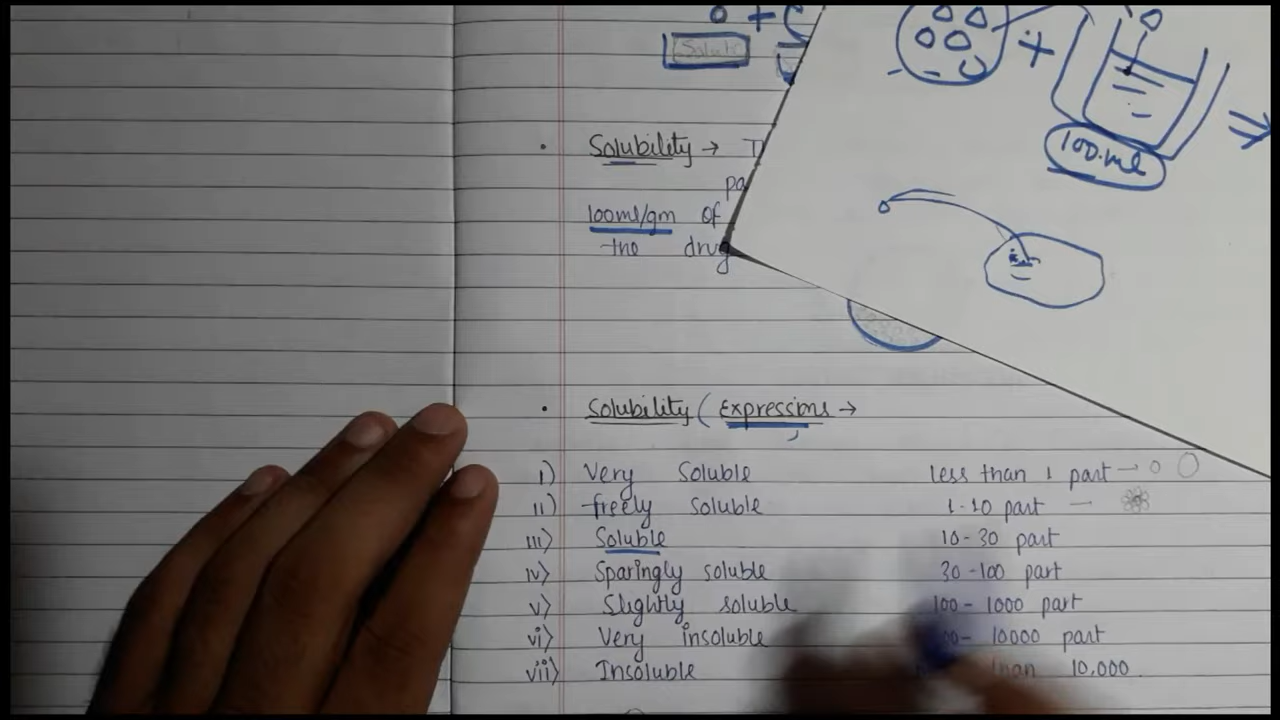 +
Solute
+
100 ml
• Solubility →
pa
100ml/gm of
the drug
• Solubility ( Expressions →
i) Very Soluble less than 1 part →
ii) freely soluble 1-10 part —
iii) Soluble 10-30 part
iv) Sparingly soluble 30-100 part
v) Slightly soluble 100-1000 part
vi) Very insoluble 10000 part
vii) Insoluble than 10,000